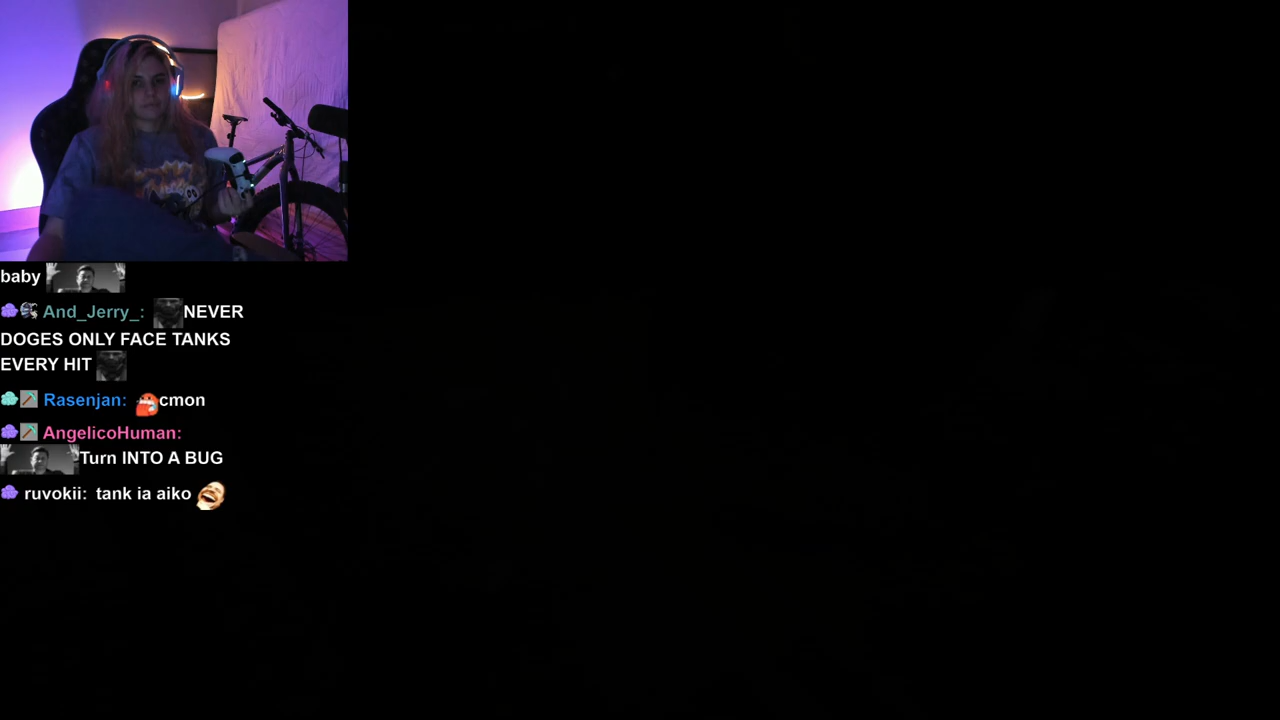 baby
And_Jerry_: NEVER
DOGES ONLY FACE TANKS
EVERY HIT
Rasenjan: cmon
AngelicoHuman:
Turn INTO A BUG
ruvokii: tank ia aiko